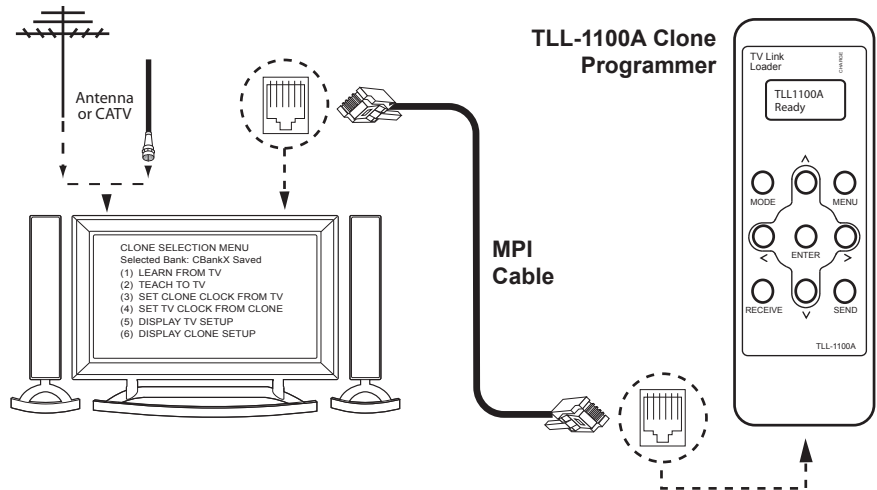 TLL-1100A Clone
Programmer
Antenna
or CATV
TV Link
Loader
CHARGE
TLL1100A
Ready
MODE
MENU
<
ENTER
>
RECEIVE
SEND
TLL-1100A
CLONE SELECTION MENU
Selected Bank: CBankX Saved
(1) LEARN FROM TV
(2) TEACH TO TV
(3) SET CLONE CLOCK FROM TV
(4) SET TV CLOCK FROM CLONE
(5) DISPLAY TV SETUP
(6) DISPLAY CLONE SETUP
MPI
Cable